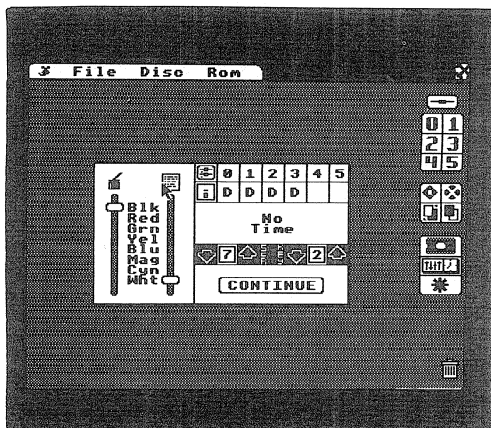 File Disc Rom
0 1
2 3
4 5
0 1 2 3 4 5
i D D D D
Blk
Red
Grn
Yel
Blu
Mag
Cyn
Wht
No
Time
7 2
CONTINUE